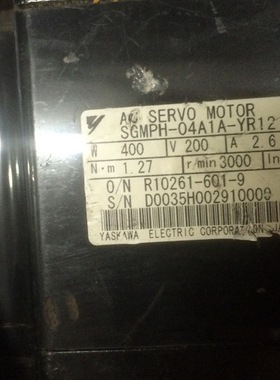 AC SERVO MOTOR
SGMPH-04A1A-YR12
W 400 V 200 A 2.6
N·m 1.27 r/min 3000
O/N R10261-601-9
S/N D0035H002910009
YASKAWA ELECTRIC CORPORATION